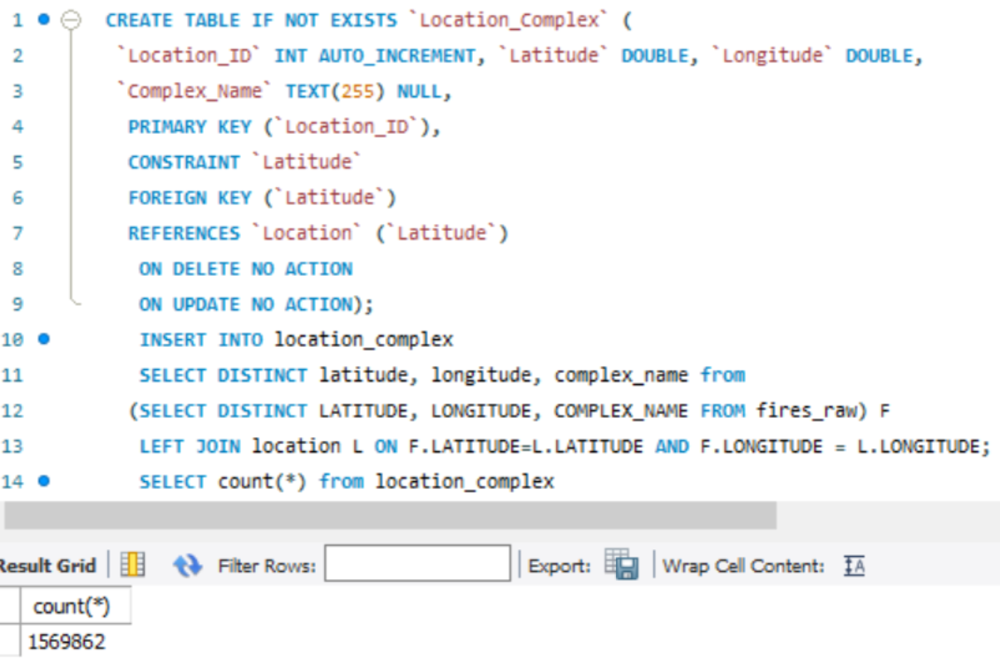 1 CREATE TABLE IF NOT EXISTS `Location_Complex` (
2 `Location_ID` INT AUTO_INCREMENT, `Latitude` DOUBLE, `Longitude` DOUBLE,
3 `Complex_Name` TEXT(255) NULL,
4 PRIMARY KEY (`Location_ID`),
5 CONSTRAINT `Latitude`
6 FOREIGN KEY (`Latitude`)
7 REFERENCES `Location` (`Latitude`)
8 ON DELETE NO ACTION
9 ON UPDATE NO ACTION);
10 INSERT INTO location_complex
11 SELECT DISTINCT latitude, longitude, complex_name from
12 (SELECT DISTINCT LATITUDE, LONGITUDE, COMPLEX_NAME FROM fires_raw) F
13 LEFT JOIN location L ON F.LATITUDE=L.LATITUDE AND F.LONGITUDE = L.LONGITUDE;
14 SELECT count(*) from location_complex
Result Grid Filter Rows: Export: Wrap Cell Content: IA
count(*)
1569862